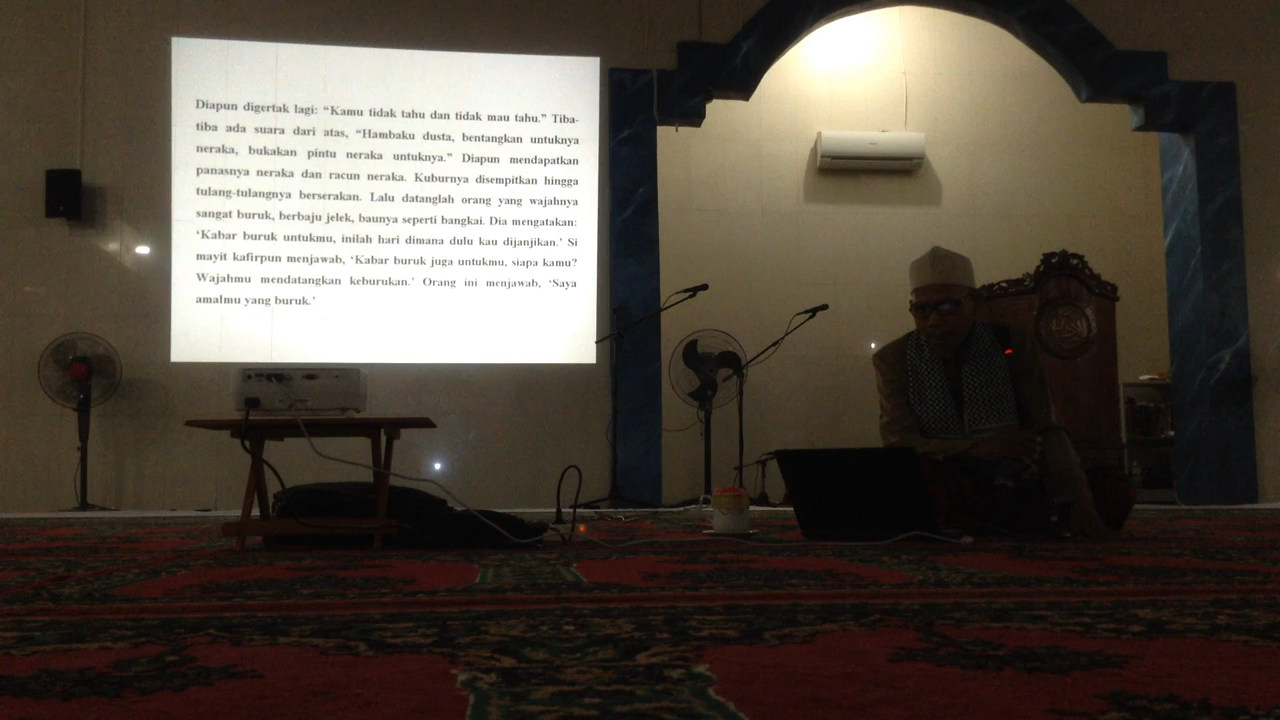 Diapun digertak lagi: “Kamu tidak tahu dan tidak mau tahu.” Tiba-
tiba ada suara dari atas, “Hambaku dusta, bentangkan untuknya
neraka, bukakan pintu neraka untuknya.” Diapun mendapatkan
panasnya neraka dan racun neraka. Kuburnya disempitkan hingga
tulang-tulangnya berserakan. Lalu datanglah orang yang wajahnya
sangat buruk, berbaju jelek, baunya seperti bangkai. Dia mengatakan:
‘Kabar buruk untukmu, inilah hari dimana dulu kau dijanjikan.’ Si
mayit kafirpun menjawab, ‘Kabar buruk juga untukmu, siapa kamu?
Wajahmu mendatangkan keburukan.’ Orang ini menjawab, ‘Saya
amalmu yang buruk.’